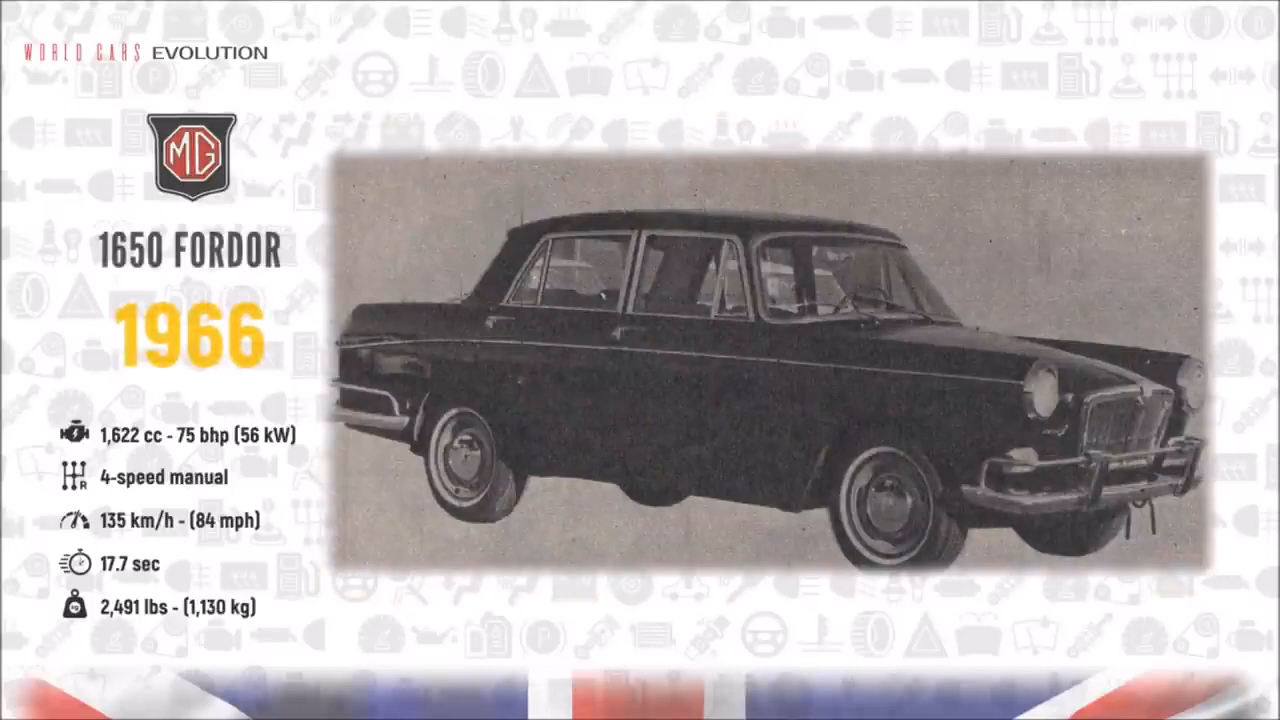 WORLD CARS EVOLUTION
MG
1650 FORDOR
1966
1,622 cc - 75 bhp (56 kW)
4-speed manual
R
135 km/h - (84 mph)
17.7 sec
2,491 lbs - (1,130 kg)